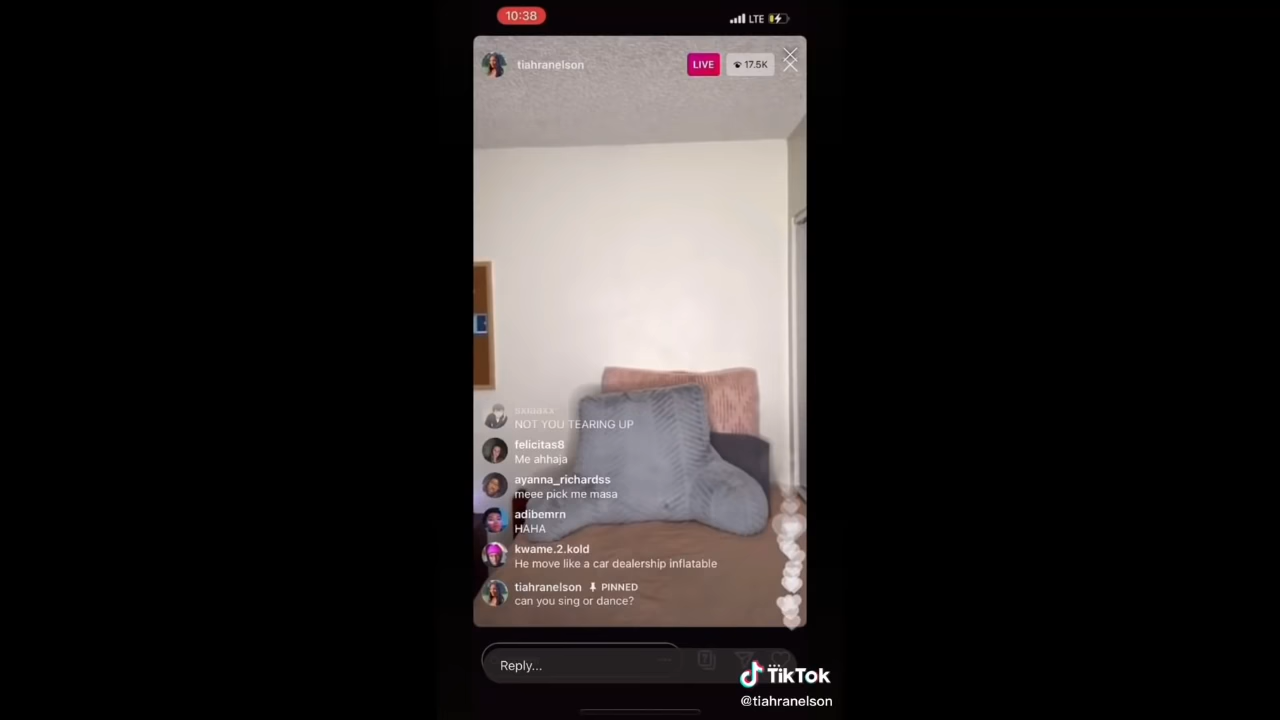 10:38
LTE
tiahranelson
LIVE
17.5K
NOT YOU TEARING UP
felicitas8
Me ahhaja
ayanna_richardss
meee pick me masa
adibemrn
HAHA
kwame.2.kold
He move like a car dealership inflatable
tiahranelson PINNED
can you sing or dance?
Reply...
TikTok
@tiahranelson